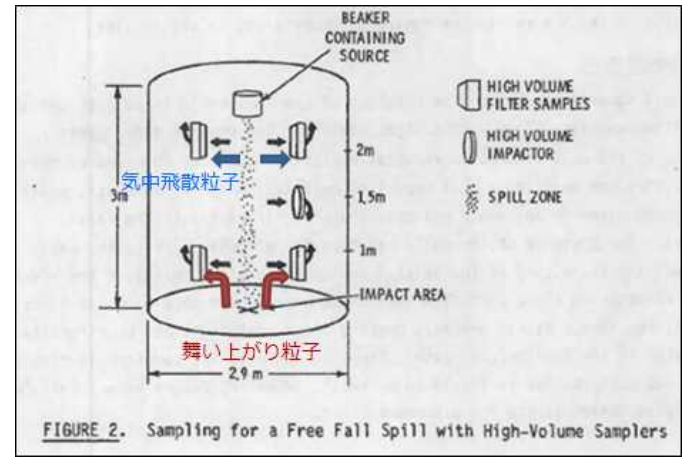 BEAKER
CONTAINING
SOURCE
HIGH VOLUME
FILTER SAMPLES
2m
HIGH VOLUME
IMPACTOR
気中飛散粒子
3m
1,5m
SPILL ZONE
1m
IMPACT AREA
舞い上がり粒子
2,9 m
FIGURE 2. Sampling for a Free Fall Spill with High-Volume Samplers